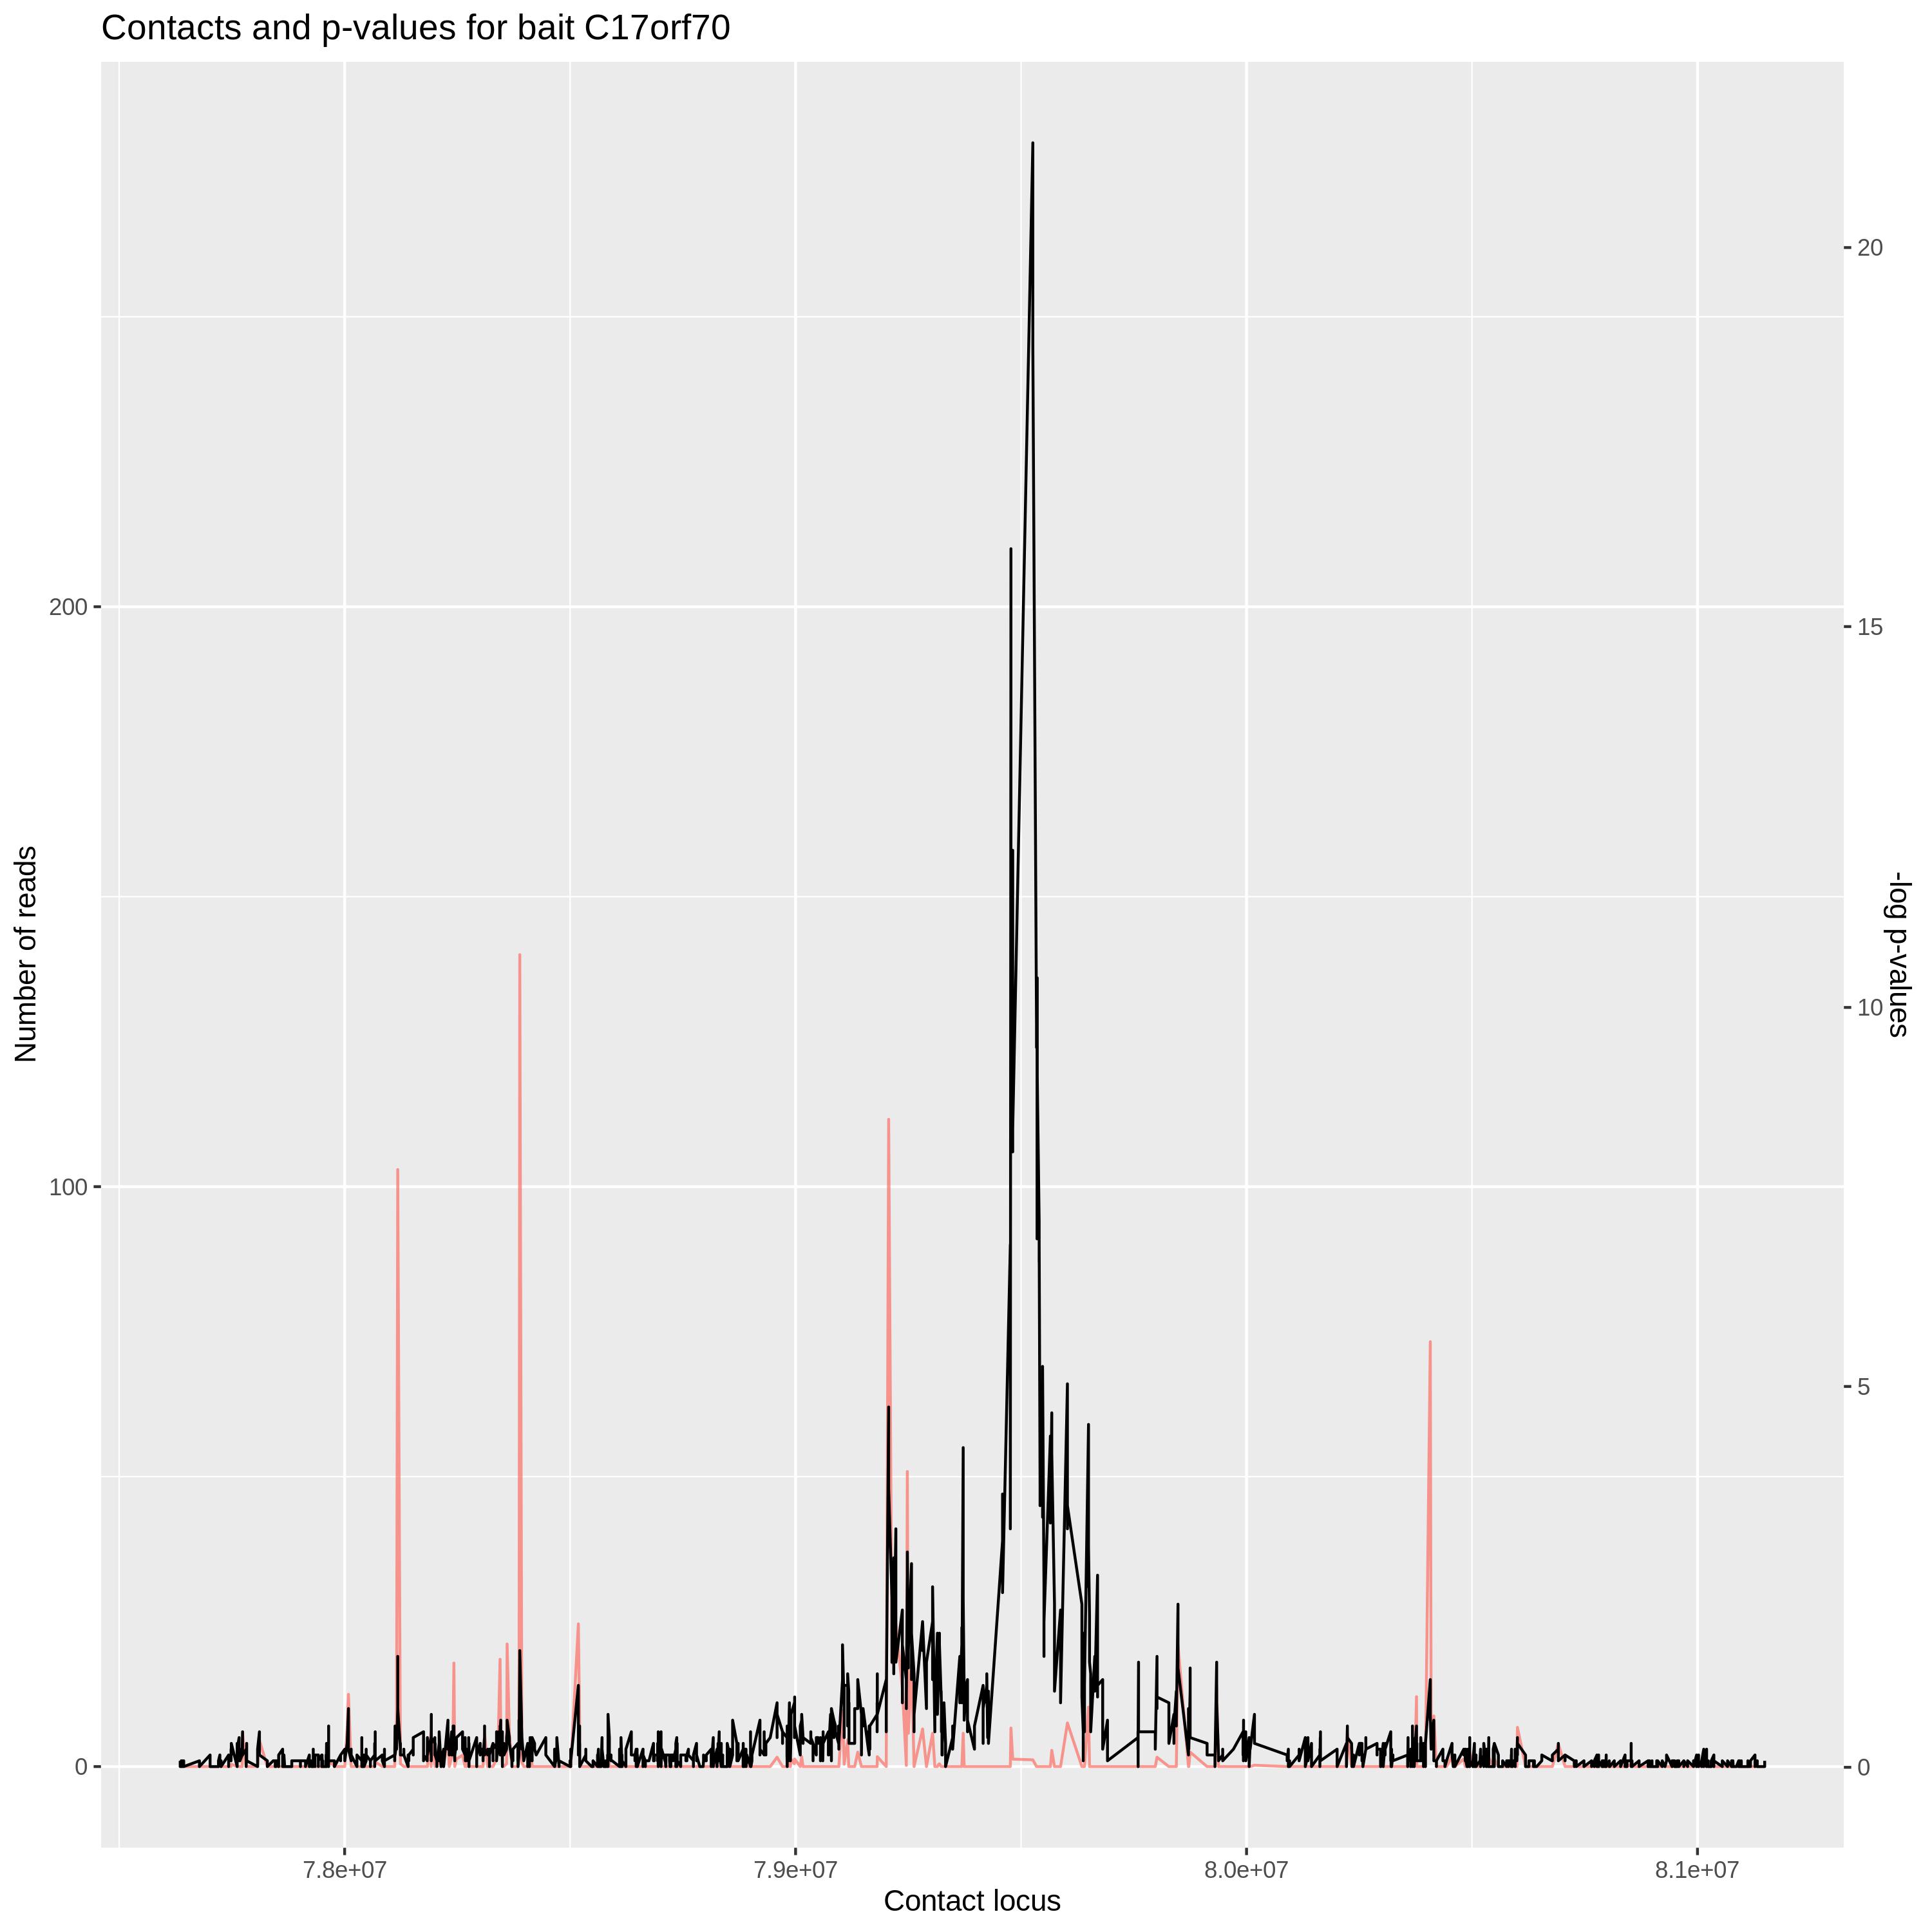 Contacts and p-values for bait C17orf70
Number of reads
200
100
0
20
15
10
5
0
-log p-values
7.8e+07
7.9e+07
8.0e+07
8.1e+07
Contact locus